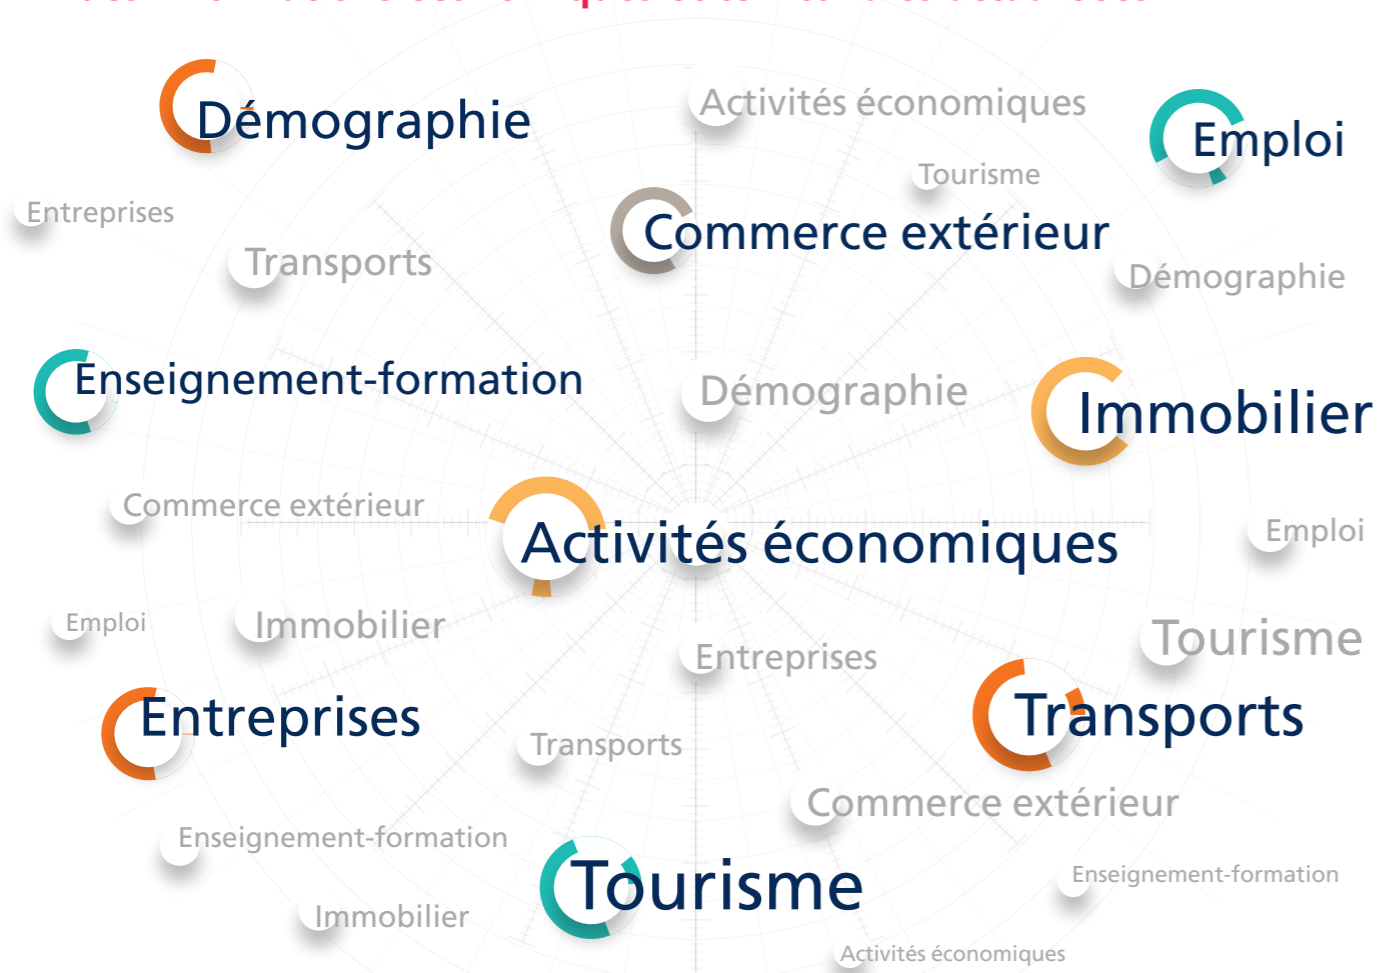 Démographie
Activités économiques
Emploi
Tourisme
Entreprises
Commerce extérieur
Transports
Démographie
Enseignement-formation
Démographie
Immobilier
Commerce extérieur
Emploi
Activités économiques
Emploi
Immobilier
Tourisme
Entreprises
Entreprises
Transports
Transports
Commerce extérieur
Enseignement-formation
Tourisme
Enseignement-formation
Immobilier
Activités économiques